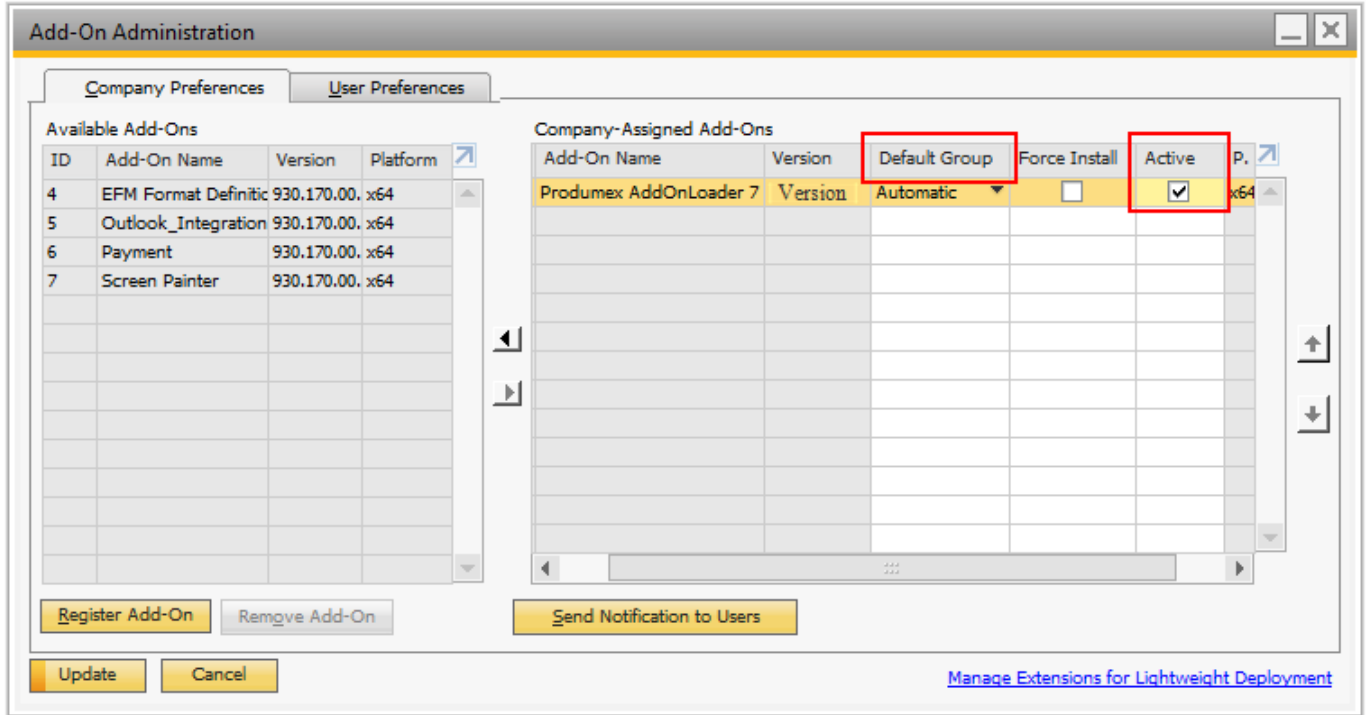 Add-On Administration
Company Preferences User Preferences
Available Add-Ons
ID Add-On Name Version Platform
4 EFM Format Definitic 930.170.00. x64
5 Outlook_Integration 930.170.00. x64
6 Payment 930.170.00. x64
7 Screen Painter 930.170.00. x64
Register Add-On Remove Add-On
Company-Assigned Add-Ons
Add-On Name Version Default Group Force Install Active P.
Produmex AddOnLoader 7 Version Automatic x64
Send Notification to Users
Update Cancel
Manage Extensions for Lightweight Deployment